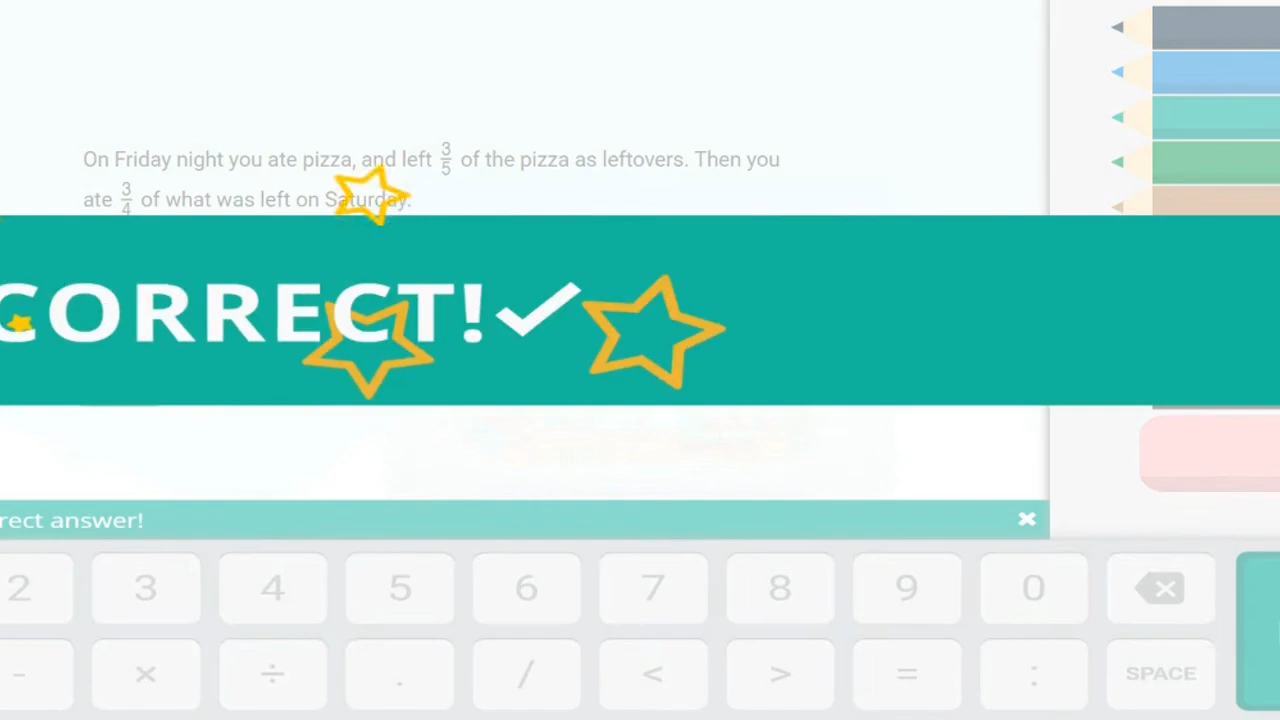 On Friday night you ate pizza, and left 3/5 of the pizza as leftovers. Then you
ate 3/4 of what was left on Saturday.
CORRECT!✓
rect answer!
2 3 4 5 6 7 8 9 0
- × ÷ . / < > = : SPACE